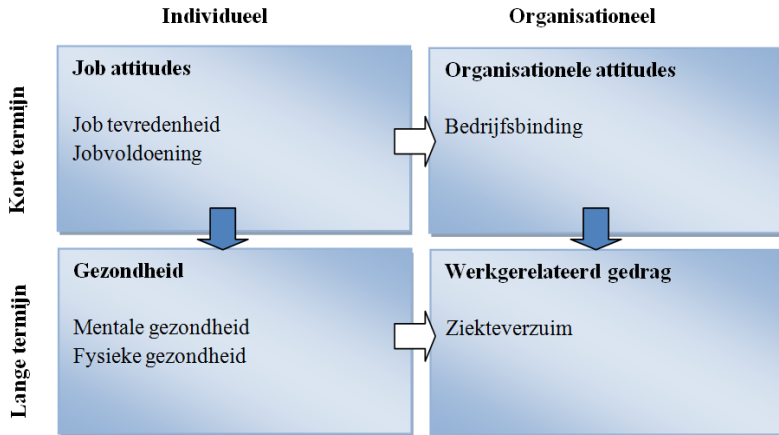 Individueel
Organisationeel
Korte termijn
Job attitudes
Job tevredenheid
Jobvoldoening
Organisationele attitudes
Bedrijfsbinding
Lange termijn
Gezondheid
Mentale gezondheid
Fysieke gezondheid
Werkgerelateerd gedrag
Ziekteverzuim